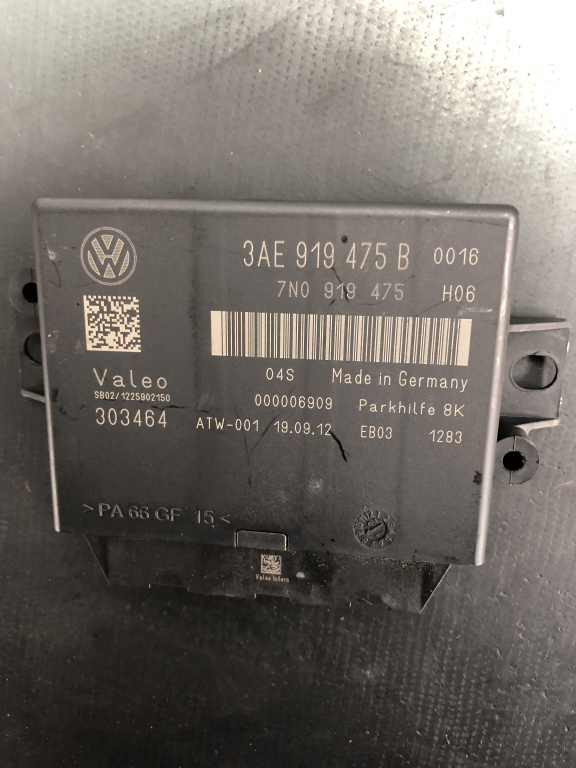 3AE 919 475 B 0016
7N0 919 475 H06
Valeo 04S Made in Germany
SB02/1225902150
000006909 Parkhilfe 8K
303464 ATW-001 19.09.12 EB03 1283
>PA 66 GF 15<
Valeo Intern